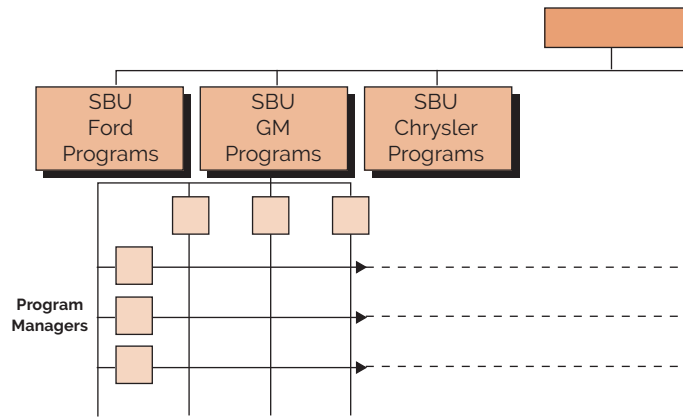 SBU
Ford
Programs
SBU
GM
Programs
SBU
Chrysler
Programs
Program
Managers